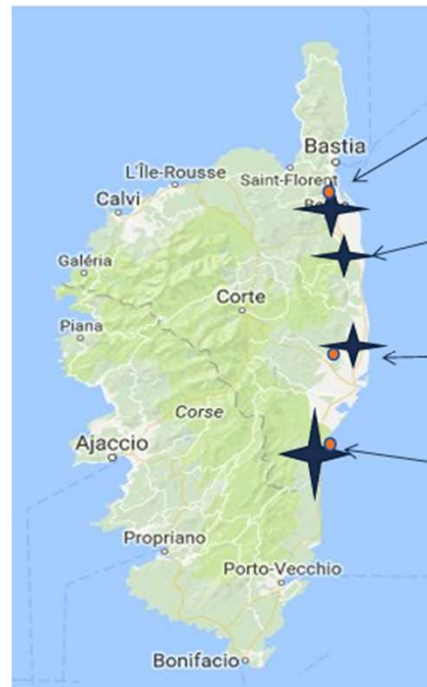 Bastia
L'Île-Rousse
Saint-Florent
Calvi
Galéria
Corte
Piana
Corse
Ajaccio
Propriano
Porto-Vecchio
Bonifacio